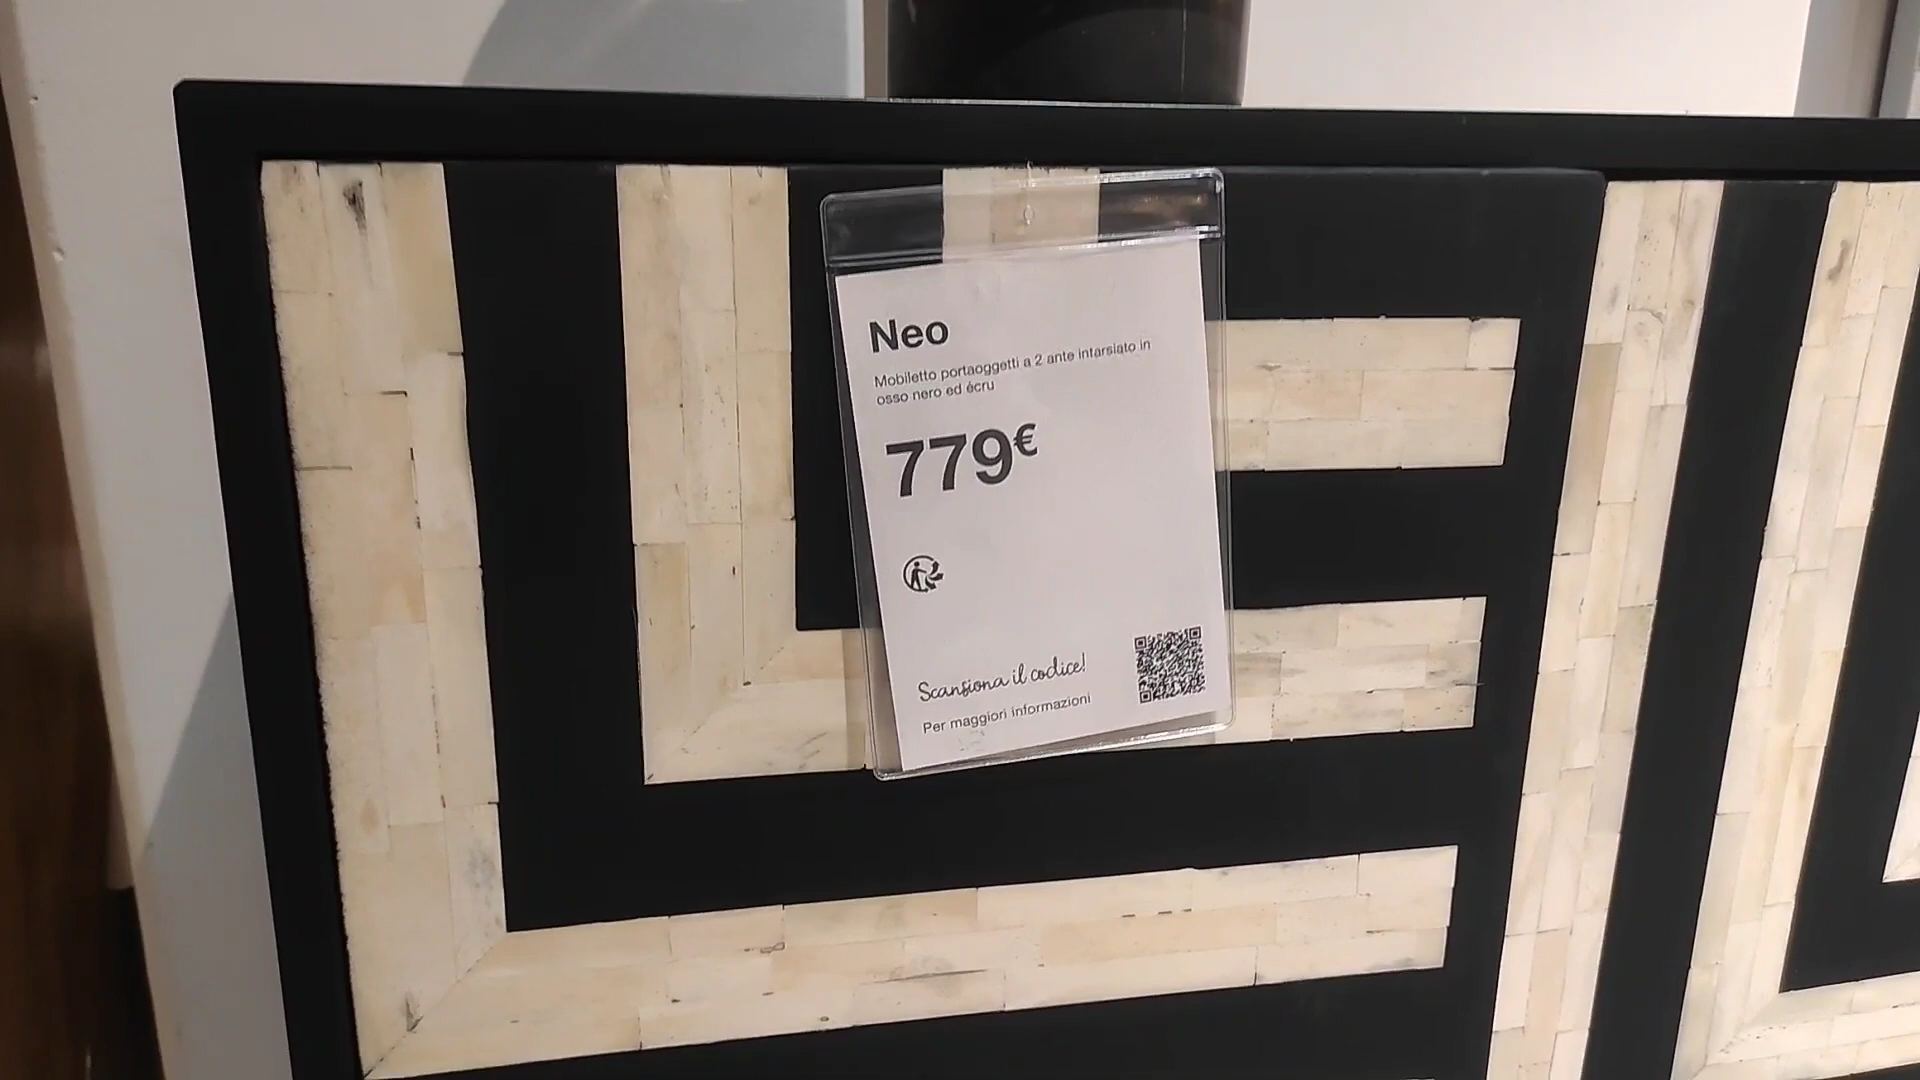 Neo
Mobiletto portaoggetti a 2 ante intarsiato in
osso nero ed écru
779€
Scansiona il codice!
Per maggiori informazioni